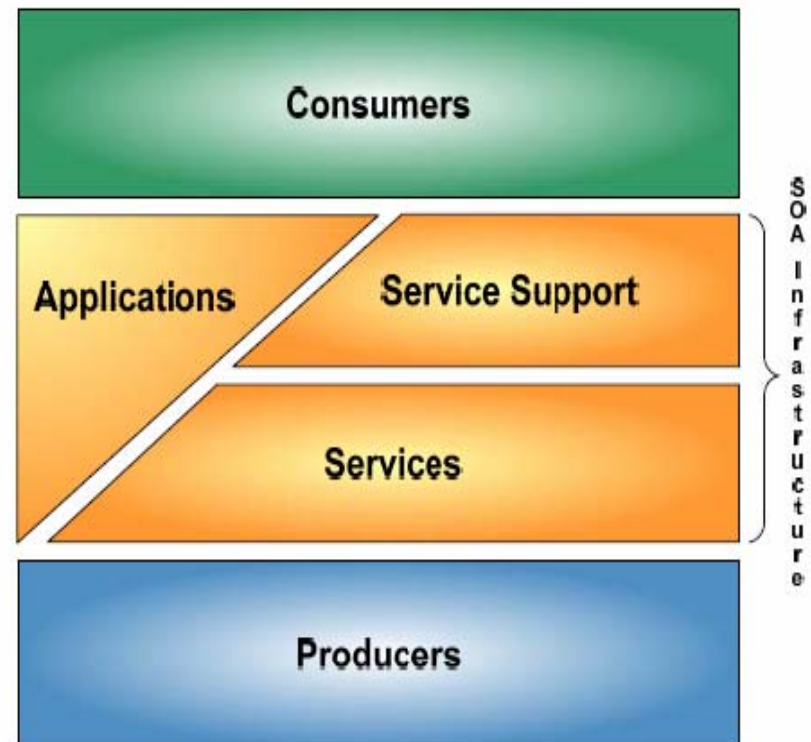 Consumers
Applications
Service Support
Services
Producers
SOA Infrastructure